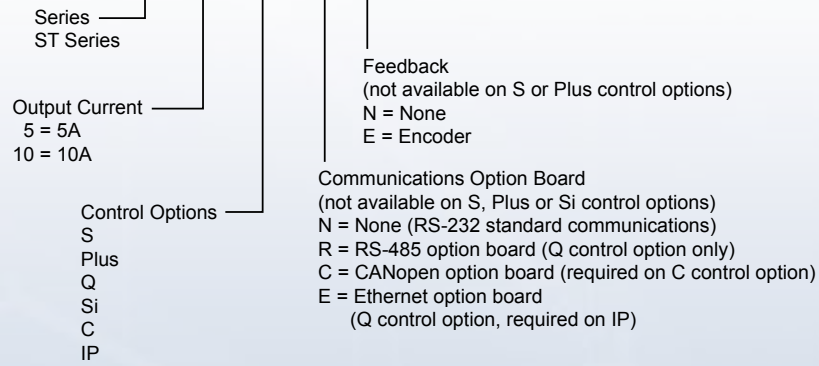 Series
ST Series
Output Current
5 = 5A
10 = 10A
Control Options
S
Plus
Q
Si
C
IP
Feedback
(not available on S or Plus control options)
N = None
E = Encoder
Communications Option Board
(not available on S, Plus or Si control options)
N = None (RS-232 standard communications)
R = RS-485 option board (Q control option only)
C = CANopen option board (required on C control option)
E = Ethernet option board
(Q control option, required on IP)